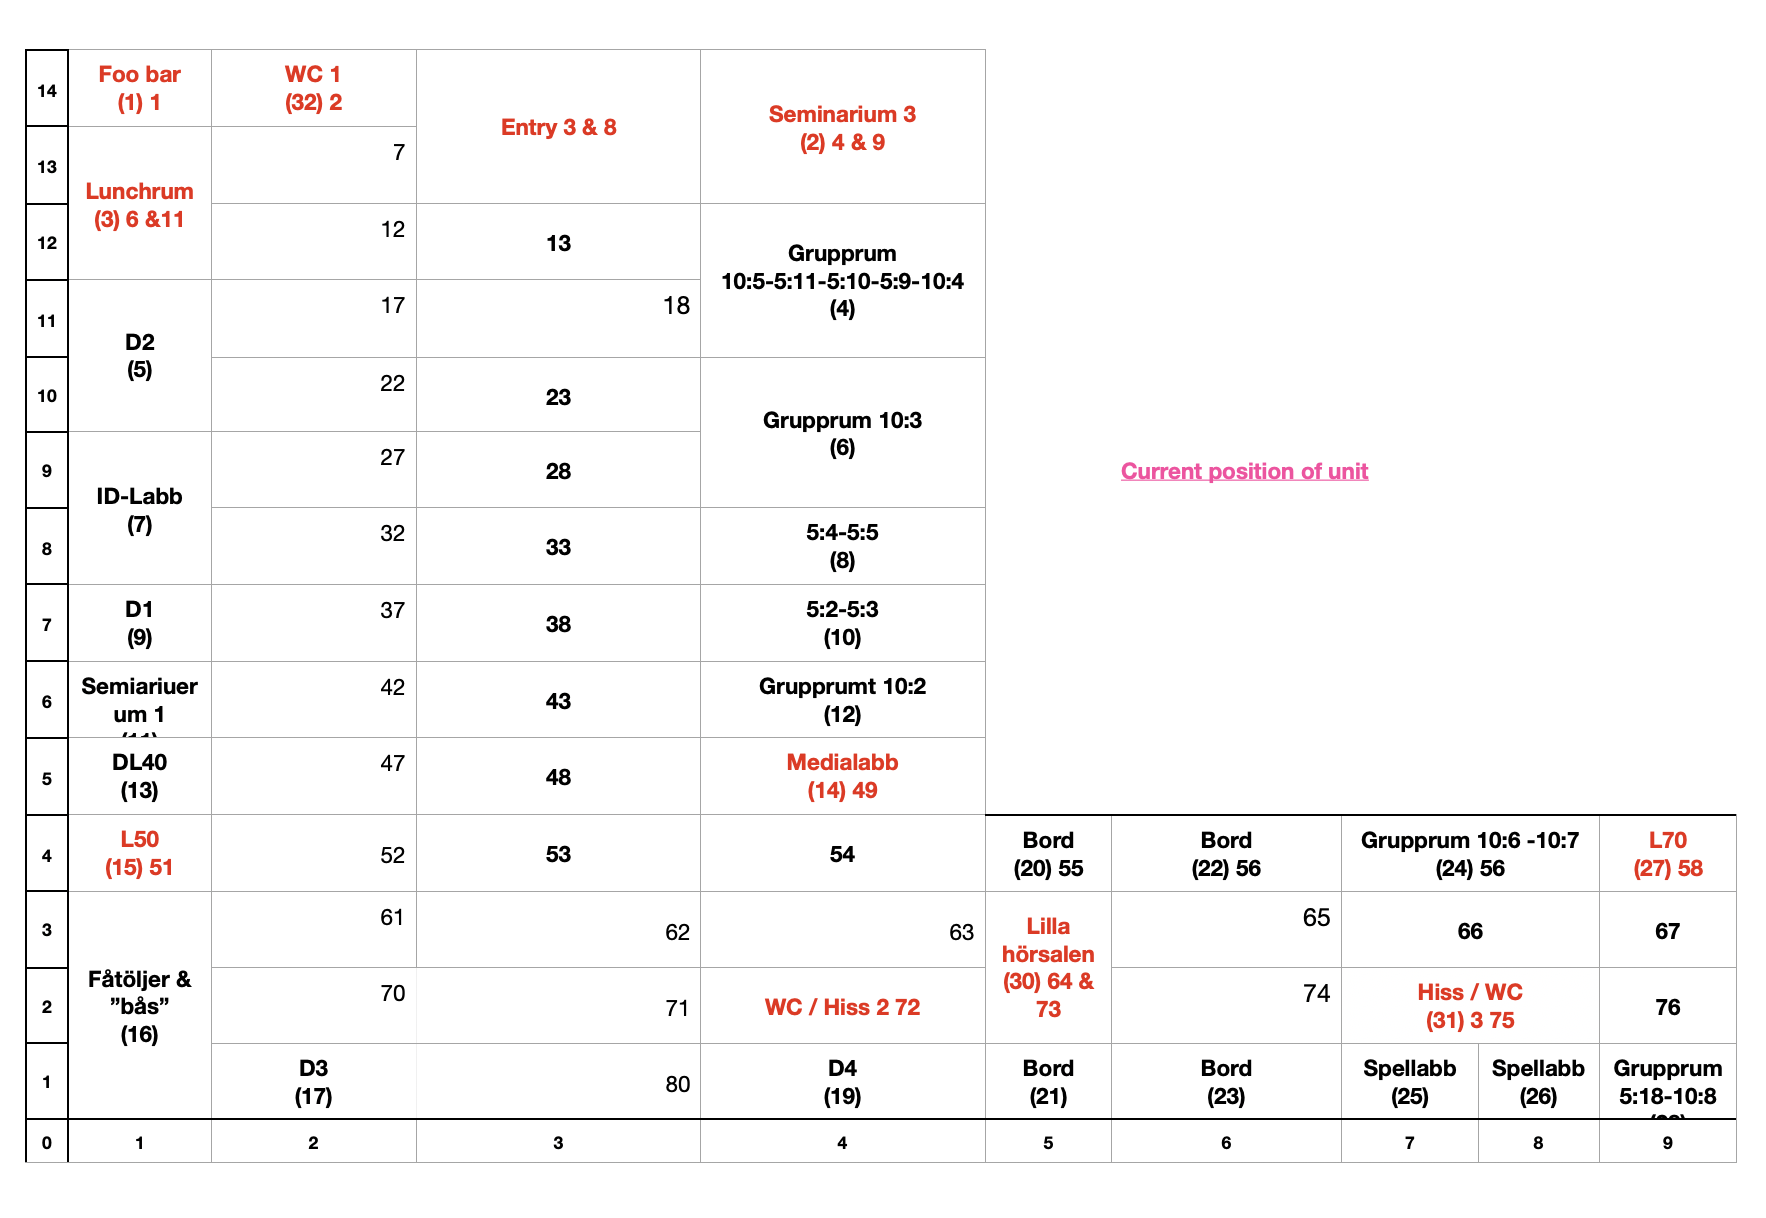 14
Foo bar
(1) 1
WC 1
(32) 2
Entry 3 & 8
Seminarium 3
(2) 4 & 9
13
Lunchrum
(3) 6 &11
7
12
12
13
Grupprum
10:5-5:11-5:10-5:9-10:4
(4)
11
D2
(5)
17
18
10
22
23
Grupprum 10:3
(6)
9
ID-Labb
(7)
27
28
Current position of unit
8
32
33
5:4-5:5
(8)
7
D1
(9)
37
38
5:2-5:3
(10)
6
Semiariuer
um 1
42
43
Grupprumt 10:2
(12)
5
DL40
(13)
47
48
Medialabb
(14) 49
4
L50
(15) 51
52
53
54
Bord
(20) 55
Bord
(22) 56
Grupprum 10:6 -10:7
(24) 56
L70
(27) 58
3
Fåtöljer &
”bås”
(16)
61
62
63
Lilla
hörsalen
(30) 64 &
73
65
66
67
2
70
71
WC / Hiss 2 72
74
Hiss / WC
(31) 3 75
76
1
D3
(17)
80
D4
(19)
Bord
(21)
Bord
(23)
Spellabb
(25)
Spellabb
(26)
Grupprum
5:18-10:8
0
1
2
3
4
5
6
7
8
9